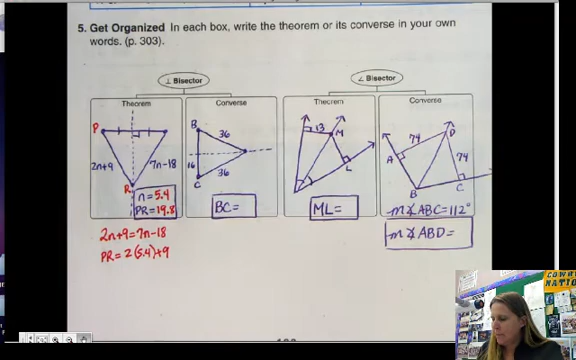 5. Get Organized In each box, write the theorem or its converse in your own
words. (p. 303).
⊥ Bisector
∠ Bisector
Theorem
Converse
Theorem
Converse
P
2n+9
7n-18
R
n=5.4
PR=19.8
2n+9=7n-18
PR=2(5.4)+9
B
36
16
36
C
BC=
13
M
L
ML=
74
D
A
74
B
C
m∡ABC=112°
m∡ABD=
COWBOY
NATION